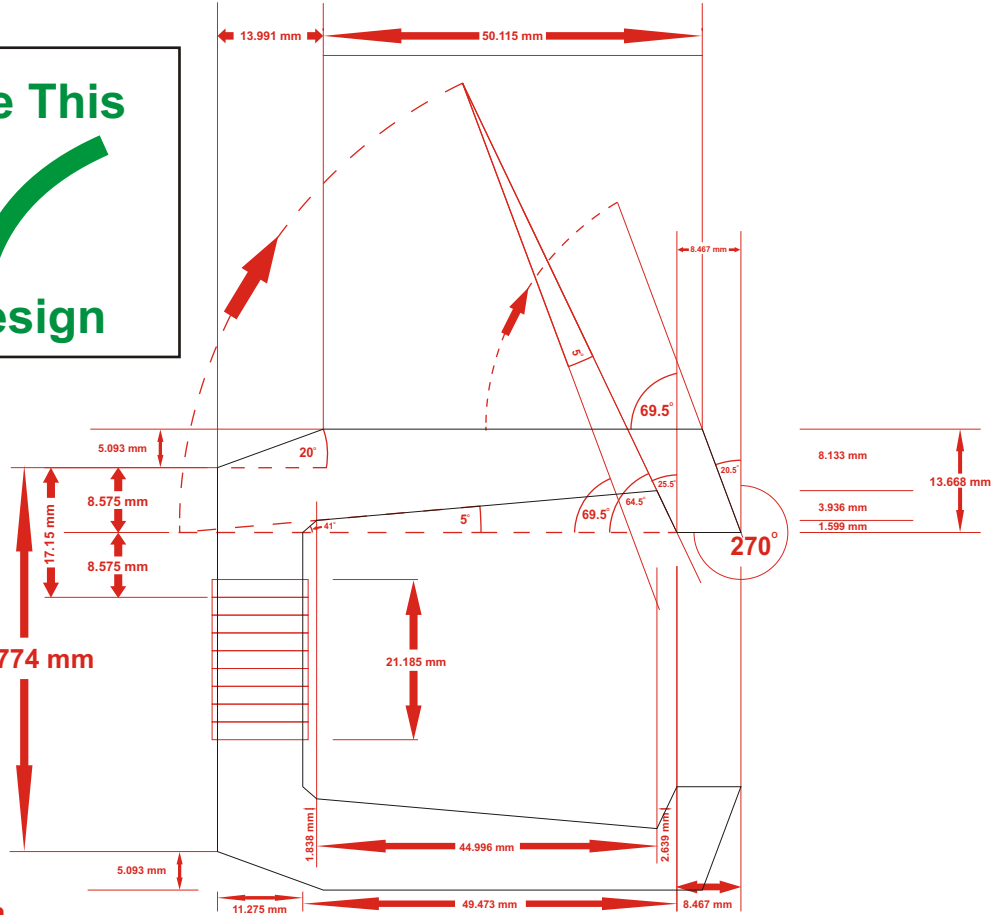 13.991 mm
50.115 mm
This
8.467 mm
5°
69.5°
5.093 mm
20°
8.133 mm
20.5°
25.5°
13.668 mm
64.5°
8.575 mm
3.936 mm
69.5°
5°
17.15 mm
41°
1.599 mm
270°
8.575 mm
774 mm
21.185 mm
1.838 mm
2.639 mm
44.996 mm
5.093 mm
49.473 mm
8.467 mm
11.275 mm